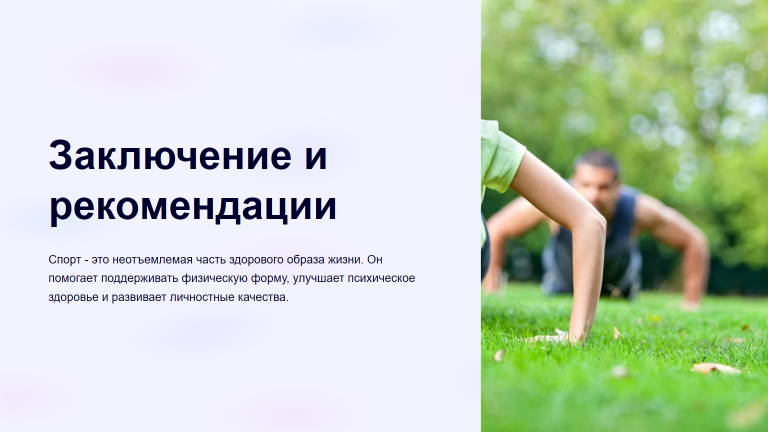 Заключение и
рекомендации
Спорт - это неотъемлемая часть здорового образа жизни. Он
помогает поддерживать физическую форму, улучшает психическое
здоровье и развивает личностные качества.